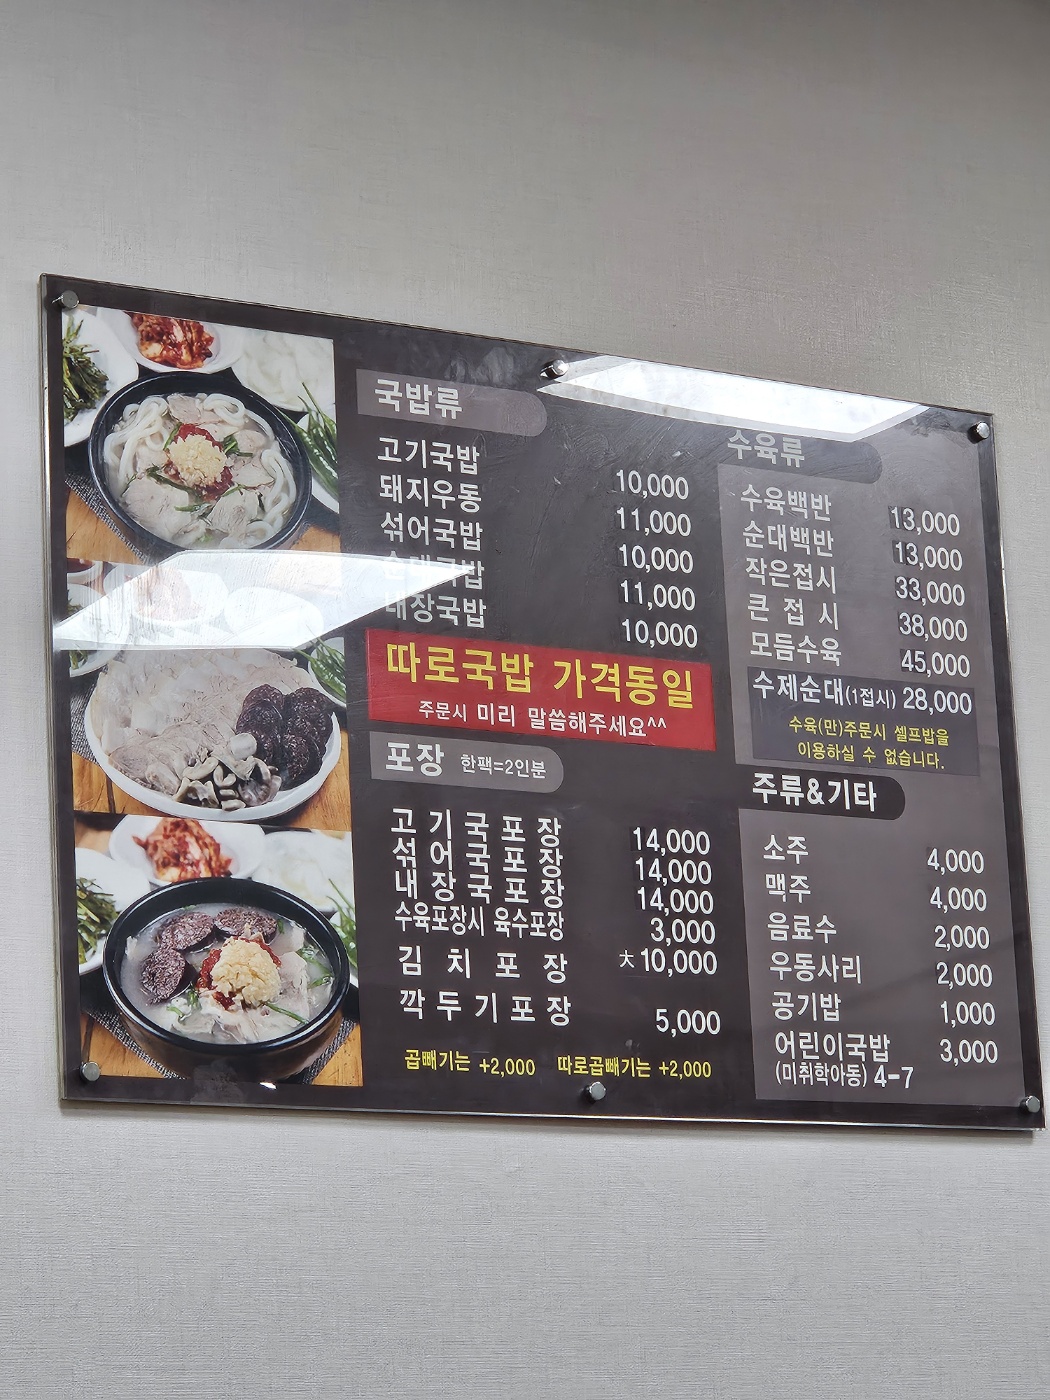 국밥류
고기국밥 10,000
돼지우동 11,000
섞어국밥 10,000
순대국밥 11,000
내장국밥 10,000
따로국밥 가격동일
주문시 미리 말씀해주세요^^
포장 한팩=2인분
고기국포장 14,000
섞어국포장 14,000
내장국포장 14,000
수육포장시 육수포장 3,000
김치포장 大10,000
깍두기포장 5,000
곱빼기는 +2,000 따로곱빼기는 +2,000
수육류
수육백반 13,000
순대백반 13,000
작은접시 33,000
큰접시 38,000
모듬수육 45,000
수제순대(1접시) 28,000
수육(만)주문시 셀프밥을
이용하실 수 없습니다.
주류&기타
소주 4,000
맥주 4,000
음료수 2,000
우동사리 2,000
공기밥 1,000
어린이국밥 3,000
(미취학아동) 4-7